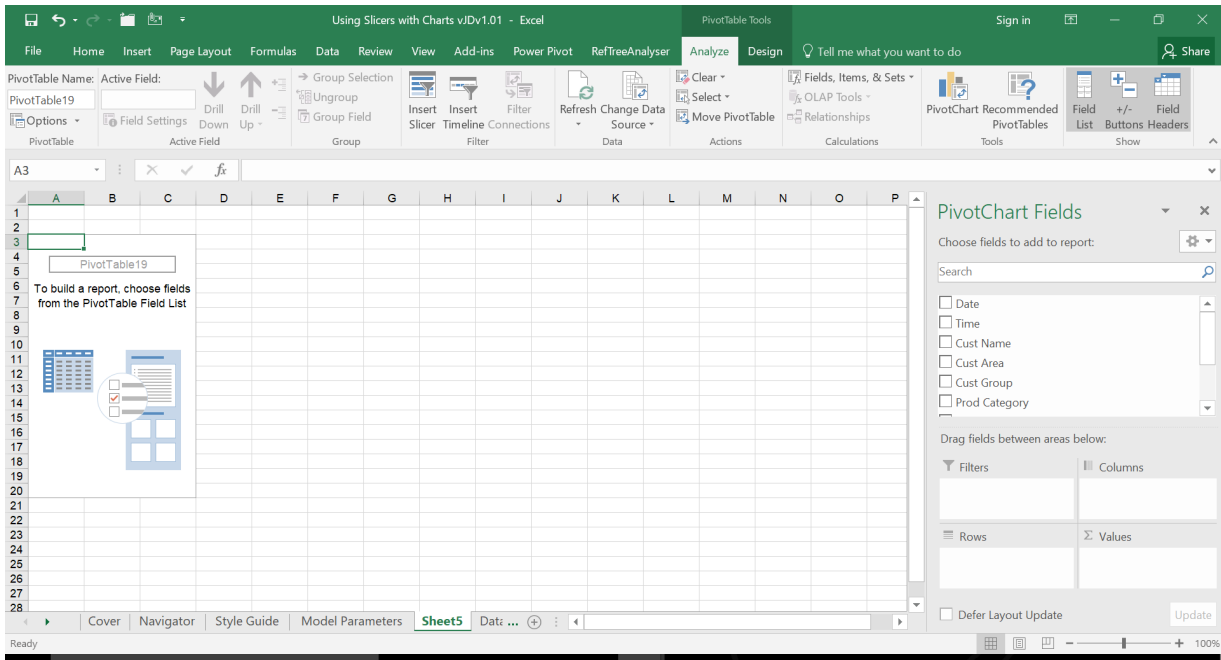 Using Slicers with Charts vJDv1.01 - Excel
PivotTable Tools
Sign in
File Home Insert Page Layout Formulas Data Review View Add-ins Power Pivot RefTreeAnalyser Analyze Design Tell me what you want to do Share
PivotTable Name: Active Field:
PivotTable19
Options
Field Settings
Drill Down
Drill Up
Group Selection
Ungroup
Group Field
Insert Slicer
Insert Timeline
Filter Connections
Refresh
Change Data Source
Clear
Select
Move PivotTable
Fields, Items, & Sets
OLAP Tools
Relationships
PivotChart
Recommended PivotTables
Field List
+/- Buttons
Field Headers
PivotTable Active Field Group Filter Data Actions Calculations Tools Show
A3
fx
A B C D E F G H I J K L M N O P
1
2
3
4
5
6
7
8
9
10
11
12
13
14
15
16
17
18
19
20
21
22
23
24
25
26
27
28
PivotTable19
To build a report, choose fields
from the PivotTable Field List
PivotChart Fields
Choose fields to add to report:
Search
Date
Time
Cust Name
Cust Area
Cust Group
Prod Category
Drag fields between areas below:
Filters
Columns
Rows
Σ Values
Defer Layout Update
Update
Cover Navigator Style Guide Model Parameters Sheet5 Data ...
Ready
100%